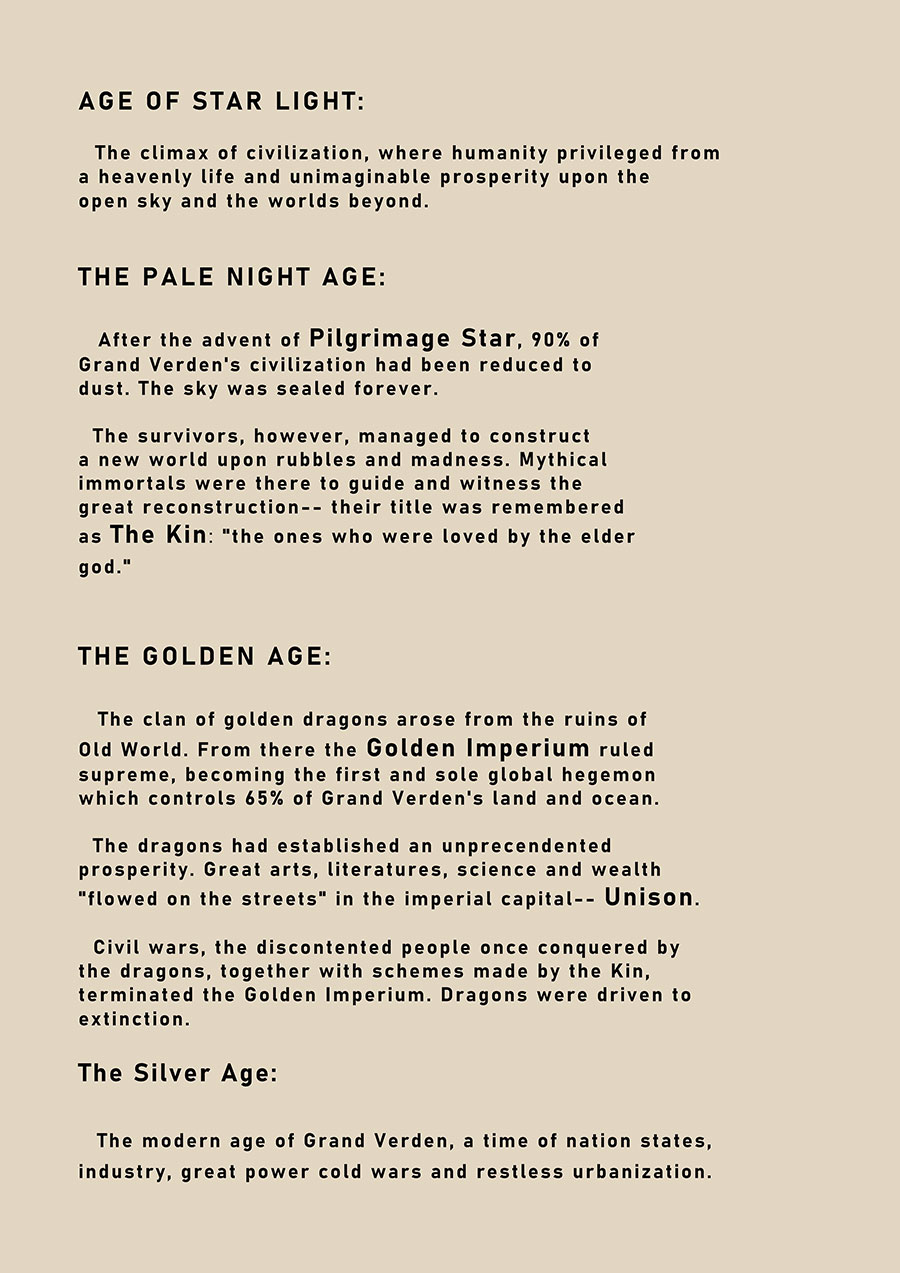 AGE OF STAR LIGHT:
The climax of civilization, where humanity privileged from
a heavenly life and unimaginable prosperity upon the
open sky and the worlds beyond.
THE PALE NIGHT AGE:
After the advent of Pilgrimage Star, 90% of
Grand Verden's civilization had been reduced to
dust. The sky was sealed forever.
The survivors, however, managed to construct
a new world upon rubbles and madness. Mythical
immortals were there to guide and witness the
great reconstruction-- their title was remembered
as The Kin: "the ones who were loved by the elder
god."
THE GOLDEN AGE:
The clan of golden dragons arose from the ruins of
Old World. From there the Golden Imperium ruled
supreme, becoming the first and sole global hegemon
which controls 65% of Grand Verden's land and ocean.
The dragons had established an unprecendented
prosperity. Great arts, literatures, science and wealth
"flowed on the streets" in the imperial capital-- Unison.
Civil wars, the discontented people once conquered by
the dragons, together with schemes made by the Kin,
terminated the Golden Imperium. Dragons were driven to
extinction.
The Silver Age:
The modern age of Grand Verden, a time of nation states,
industry, great power cold wars and restless urbanization.